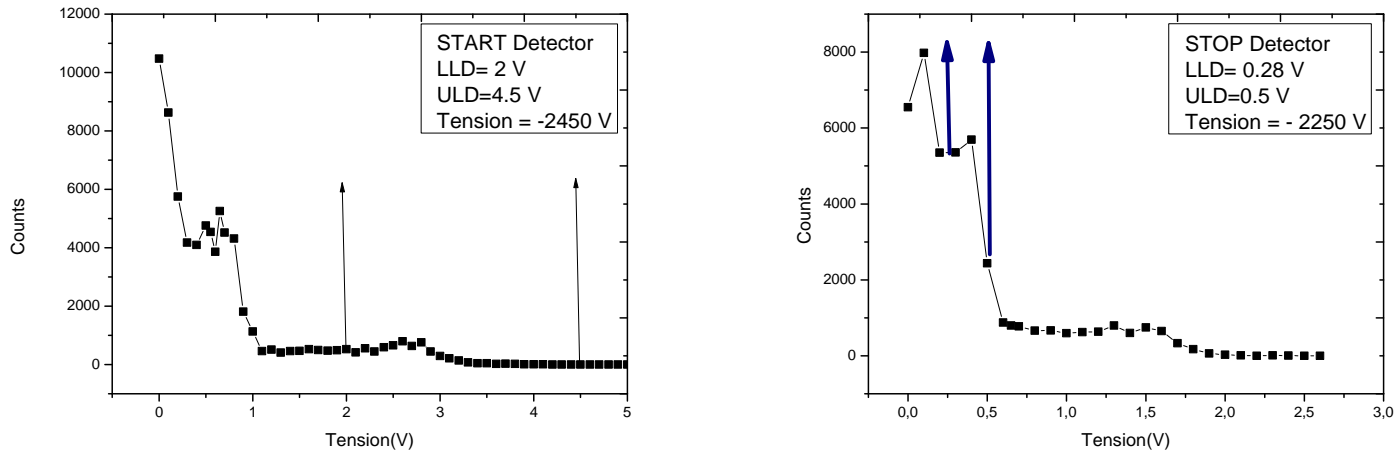 12000
10000
8000
6000
4000
2000
0
Counts
START Detector
LLD= 2 V
ULD=4.5 V
Tension = -2450 V
0 1 2 3 4 5
Tension(V)
8000
6000
4000
2000
0
Counts
STOP Detector
LLD= 0.28 V
ULD=0.5 V
Tension = - 2250 V
0,0 0,5 1,0 1,5 2,0 2,5 3,0
Tension(V)